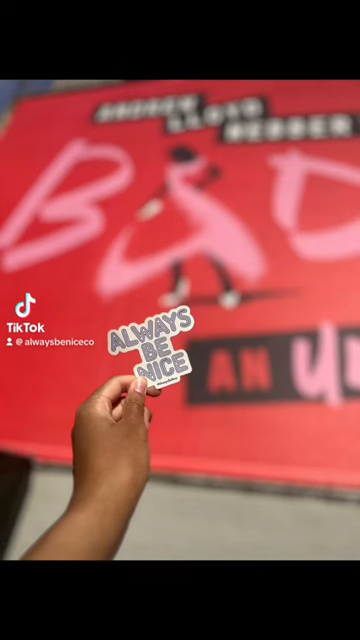 ANDREW
LLOYD
WEBBER
BAD
TikTok
@alwaysbeniceco
ALWAYS
BE
NICE
AN U